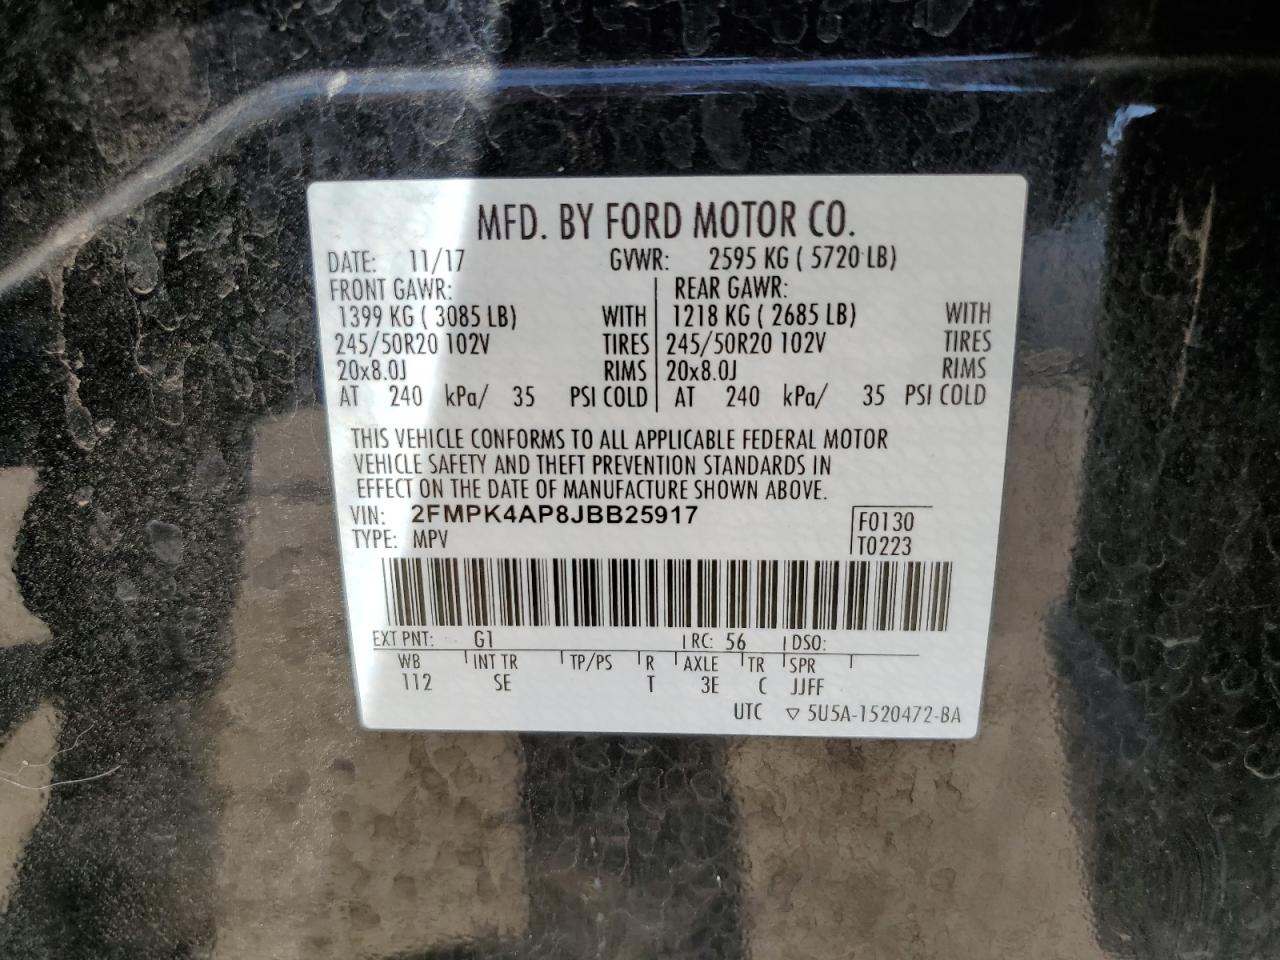 MFD. BY FORD MOTOR CO.
DATE: 11/17 GVWR: 2595 KG ( 5720 LB)
FRONT GAWR: REAR GAWR:
1399 KG ( 3085 LB) WITH 1218 KG ( 2685 LB) WITH
245/50R20 102V TIRES 245/50R20 102V TIRES
20x8.0J RIMS 20x8.0J RIMS
AT 240 kPa/ 35 PSI COLD AT 240 kPa/ 35 PSI COLD
THIS VEHICLE CONFORMS TO ALL APPLICABLE FEDERAL MOTOR
VEHICLE SAFETY AND THEFT PREVENTION STANDARDS IN
EFFECT ON THE DATE OF MANUFACTURE SHOWN ABOVE.
VIN: 2FMPK4AP8JBB25917 F0130
TYPE: MPV T0223
EXT PNT: G1 RC: 56 DSO:
WB INT TR TP/PS R AXLE TR SPR
112 SE T 3E C JJFF
UTC ▽ 5U5A-1520472-BA